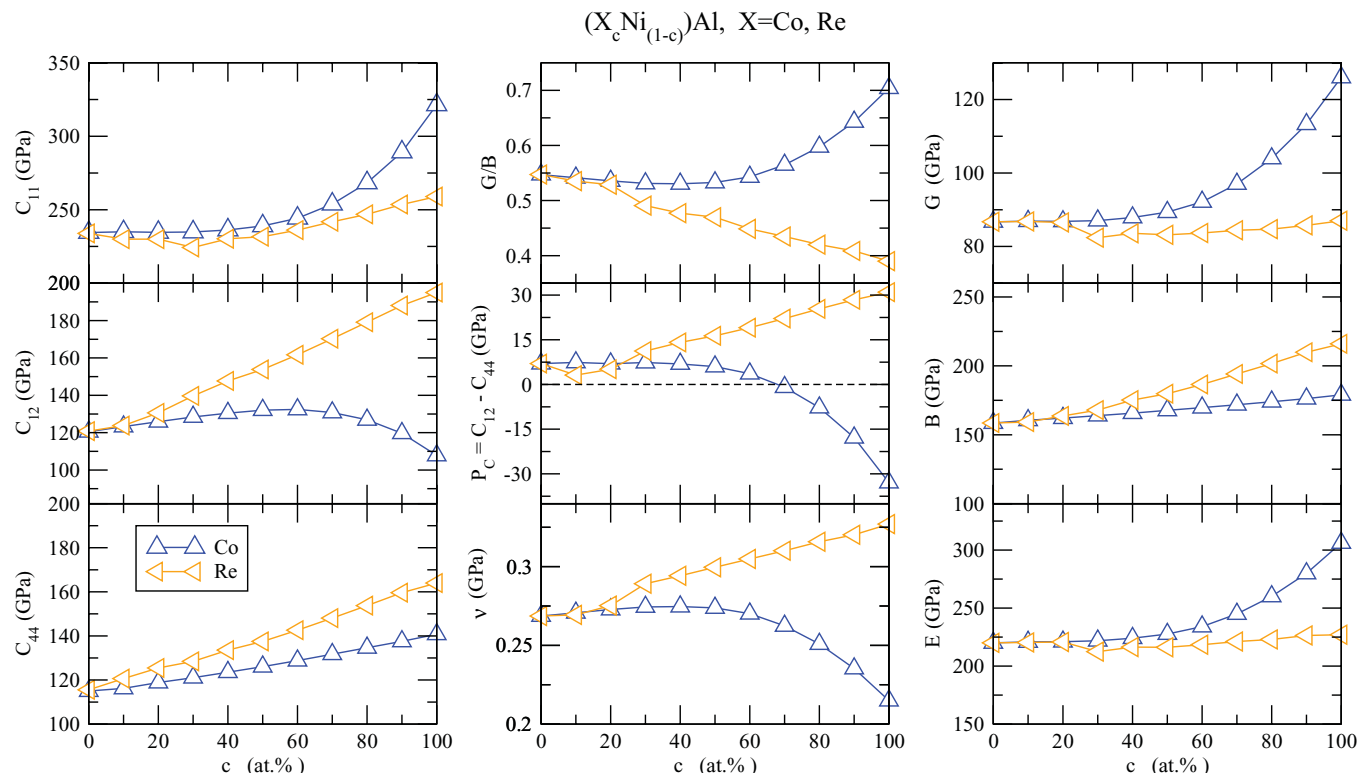 (X_cNi_(1-c))Al, X=Co, Re
350
300
250
200
C_11 (GPa)
200
180
160
140
120
100
C_12 (GPa)
200
180
160
140
120
100
C_44 (GPa)
Co
Re
0 20 40 60 80 100
c (at.%)
0.7
0.6
0.5
0.4
G/B
30
15
0
-15
-30
P_C = C_12 - C_44 (GPa)
0.3
0.25
0.2
ν (GPa)
0 20 40 60 80 100
c (at.%)
120
100
80
G (GPa)
250
200
150
100
B (GPa)
300
250
200
150
E (GPa)
0 20 40 60 80 100
c (at.%)